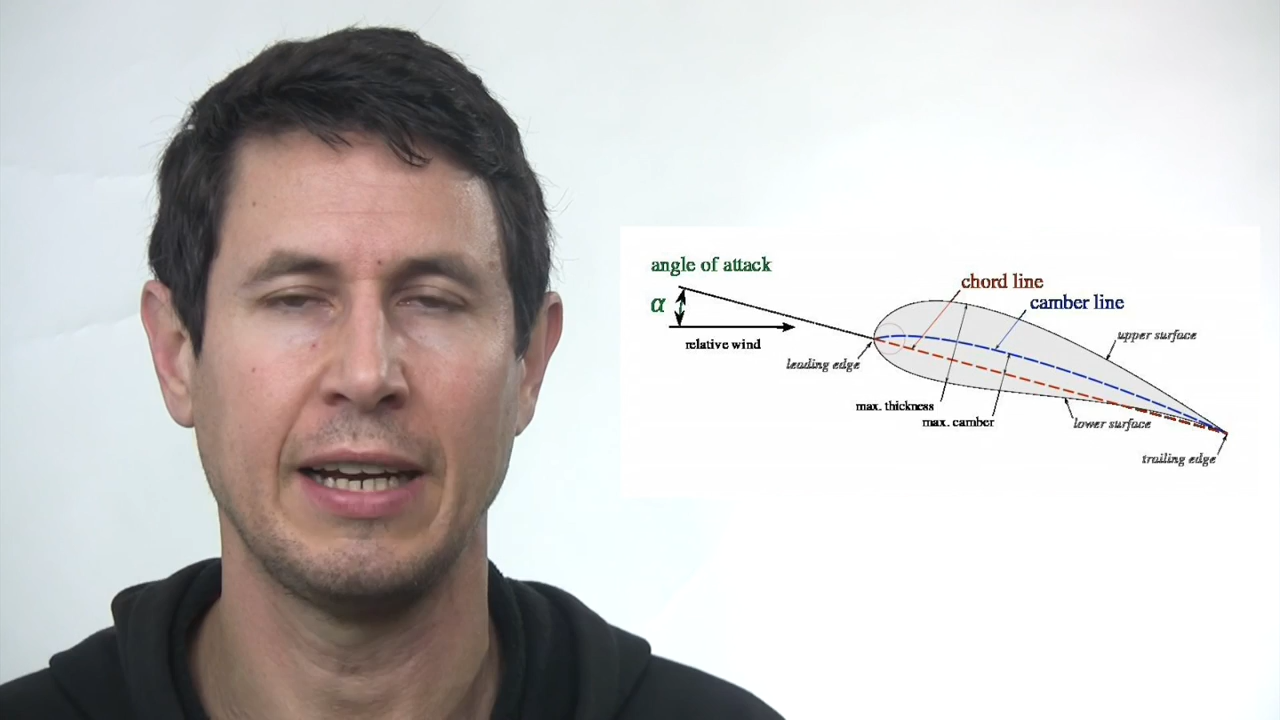 angle of attack
α
relative wind
chord line
camber line
upper surface
leading edge
max. thickness
max. camber
lower surface
trailing edge